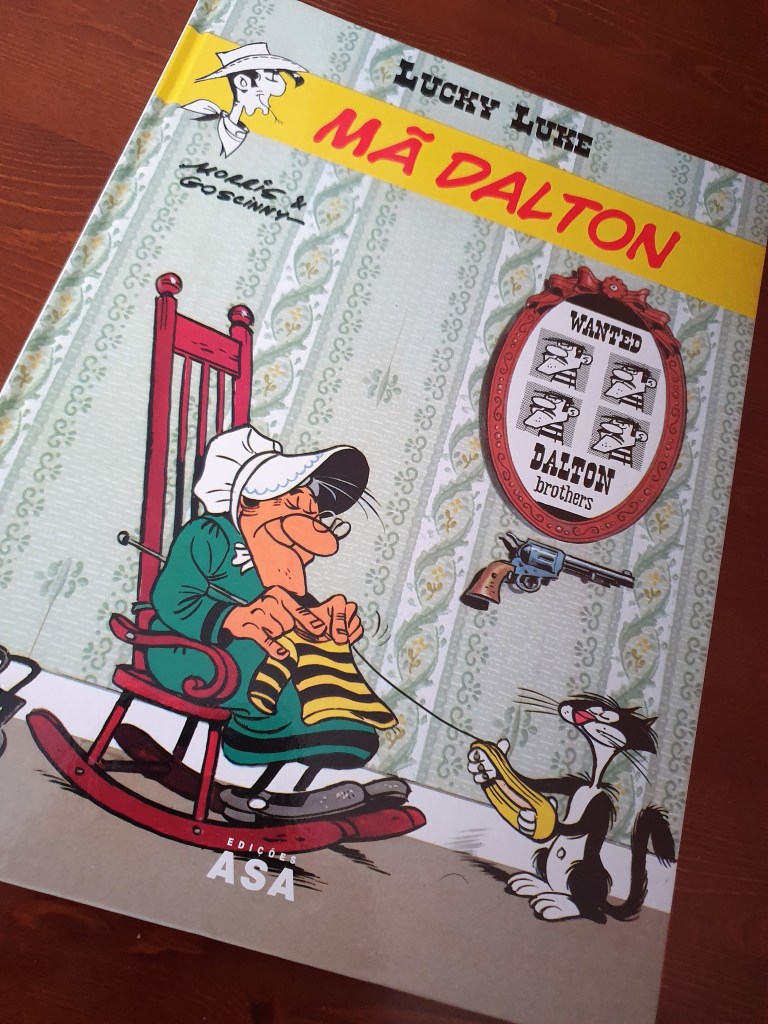 LUCKY LUKE
MÃ DALTON
MORRIS &
GOSCINNY
WANTED
DALTON
brothers
EDIÇÕES
ASA